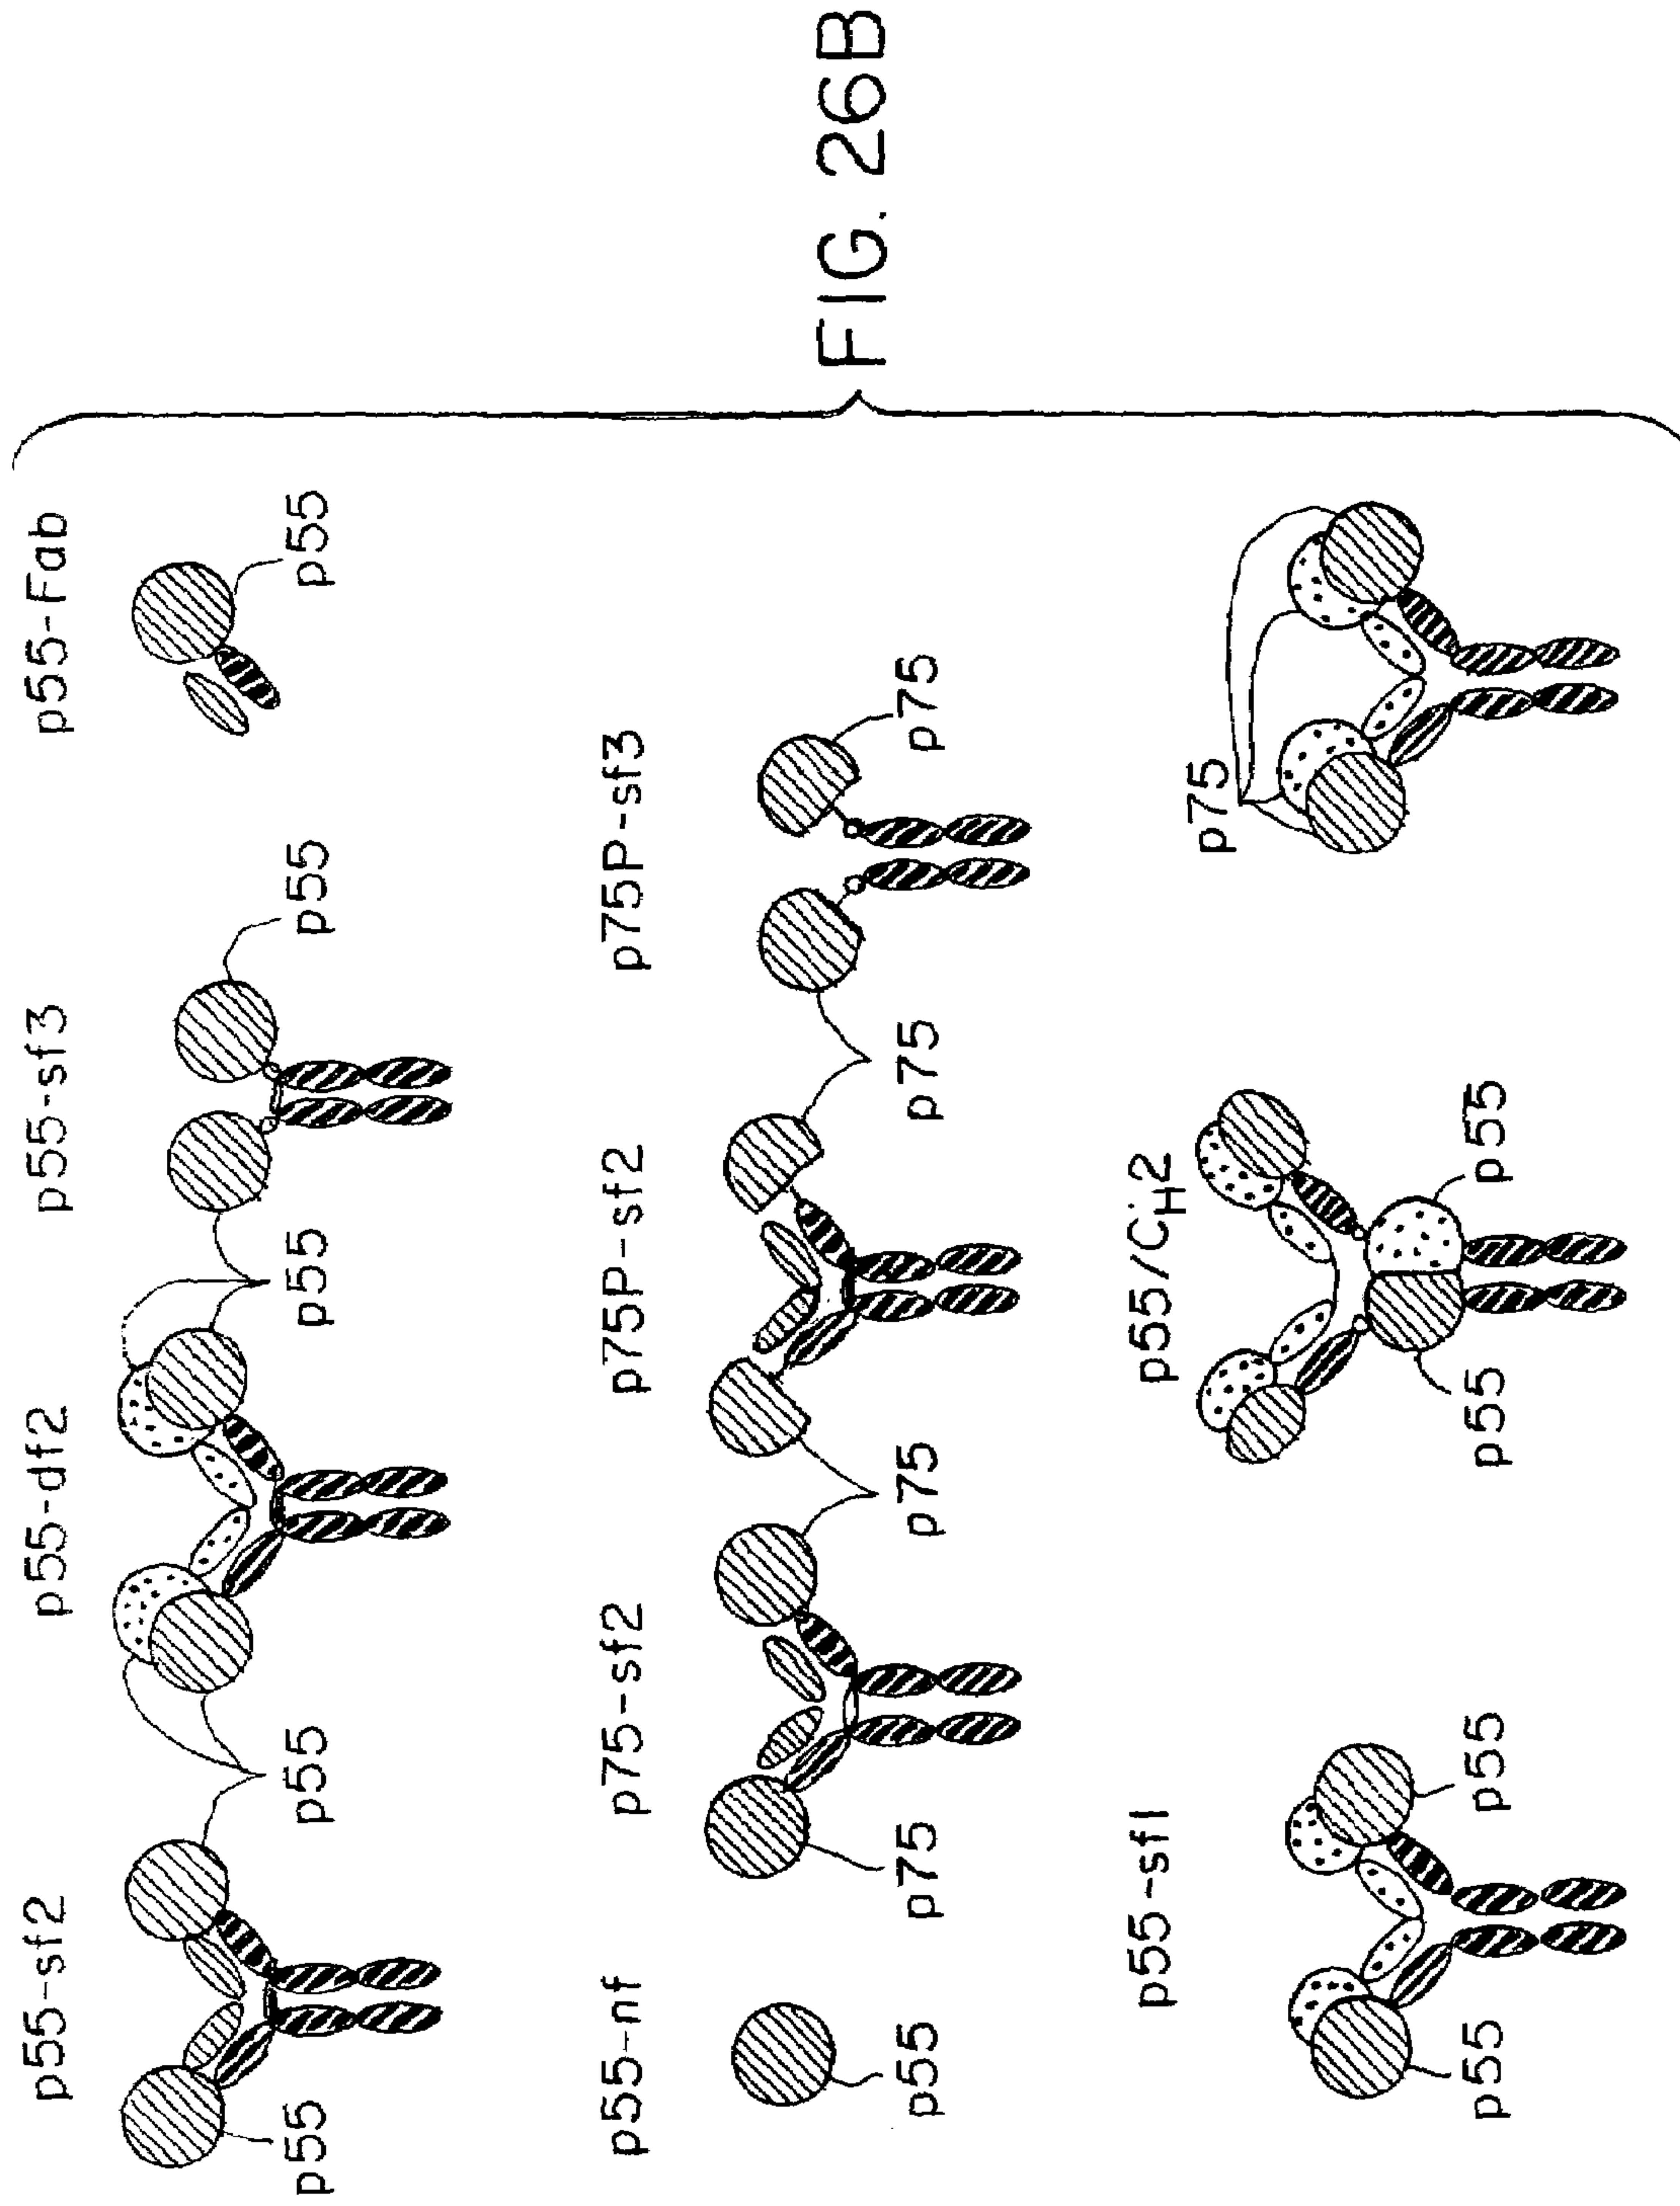 p55-sf2 p55-df2 p55-sf3 p55-Fab
p55 p55 p55 p55 p55
p55-nf p75-sf2 p75P-sf2 p75P-sf3
p55 p75 p75 p75 p75
p55-sf1 p55/CH2 p75
p55 p55 p55 p55
FIG. 26B